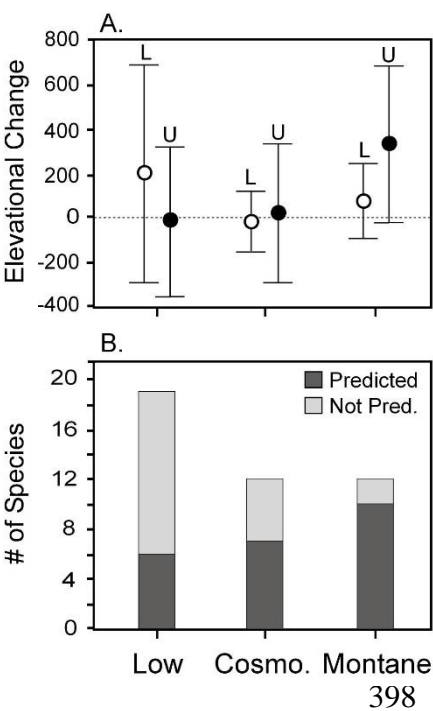 A.
Elevational Change
800
600
400
200
0
-200
-400
L
U
L
U
L
U
B.
# of Species
20
16
12
8
4
0
Predicted
Not Pred.
Low Cosmo. Montane
398